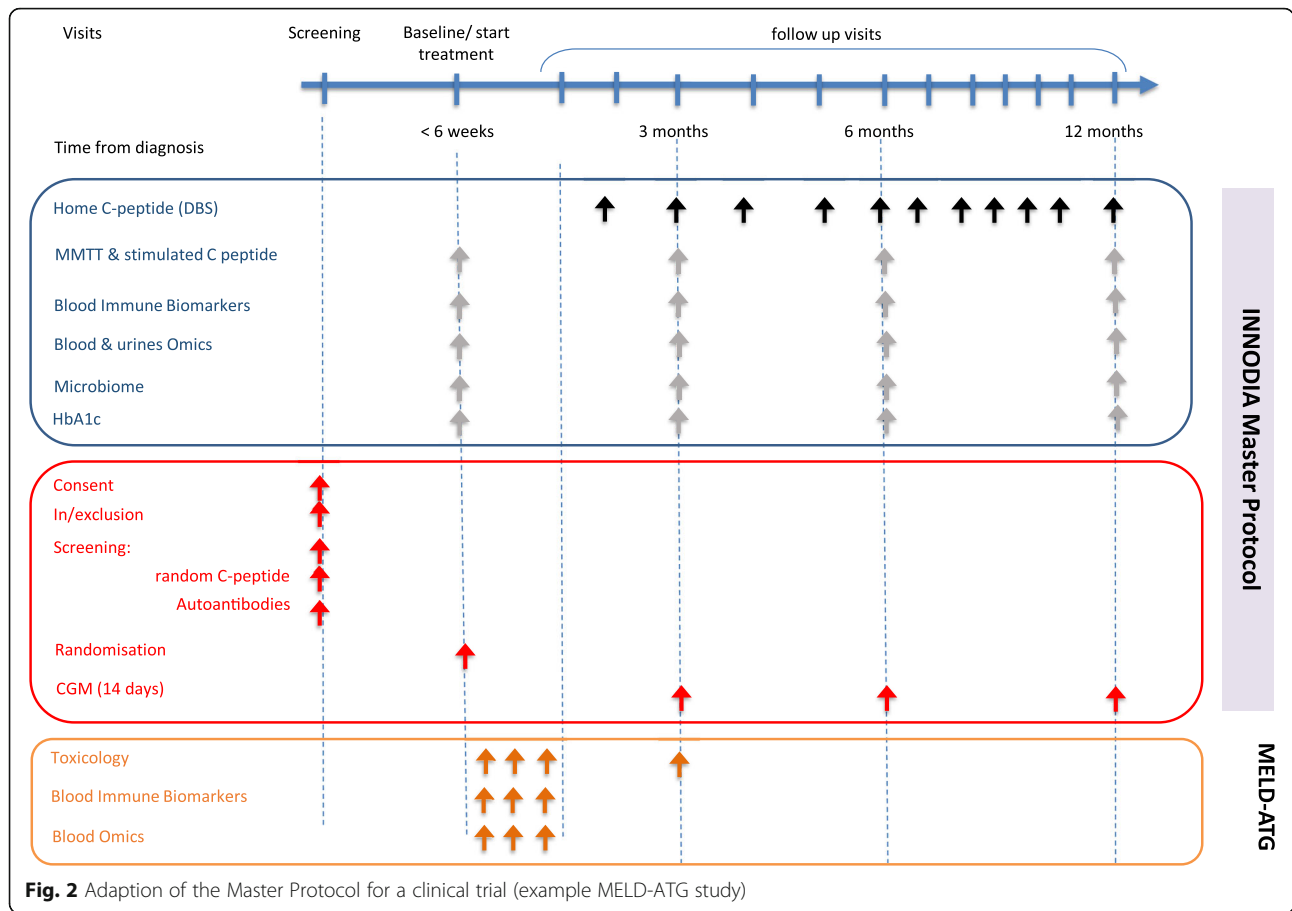 Visits
Screening
Baseline/ start
treatment
follow up visits
Time from diagnosis
< 6 weeks
3 months
6 months
12 months
Home C-peptide (DBS)
MMTT & stimulated C peptide
Blood Immune Biomarkers
Blood & urines Omics
Microbiome
HbA1c
INNODIA Master Protocol
Consent
In/exclusion
Screening:
random C-peptide
Autoantibodies
Randomisation
CGM (14 days)
Toxicology
Blood Immune Biomarkers
Blood Omics
MELD-ATG
Fig. 2 Adaption of the Master Protocol for a clinical trial (example MELD-ATG study)